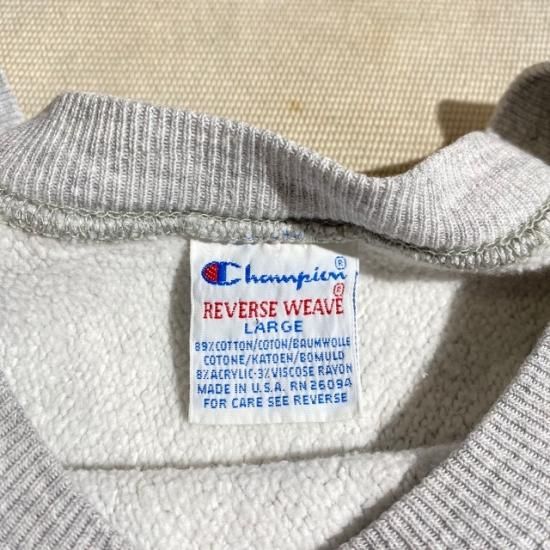 Champion®
REVERSE WEAVE®
LARGE
89%COTTON/COTON/BAUMWOLLE
COTONE/KATOEN/BOMULD
8%ACRYLIC-3%VISCOSE RAYON
MADE IN U.S.A. RN 26094
FOR CARE SEE REVERSE